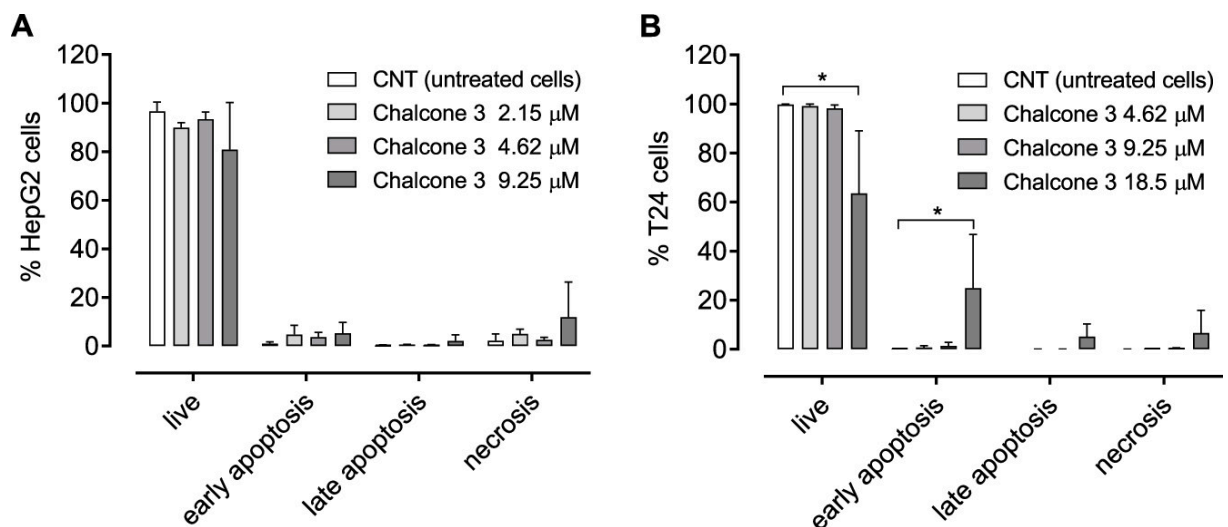 A
% HepG2 cells
120
100
80
60
40
20
0
CNT (untreated cells)
Chalcone 3 2.15 μM
Chalcone 3 4.62 μM
Chalcone 3 9.25 μM
live
early apoptosis
late apoptosis
necrosis
B
% T24 cells
120
100
80
60
40
20
0
*
*
CNT (untreated cells)
Chalcone 3 4.62 μM
Chalcone 3 9.25 μM
Chalcone 3 18.5 μM
live
early apoptosis
late apoptosis
necrosis